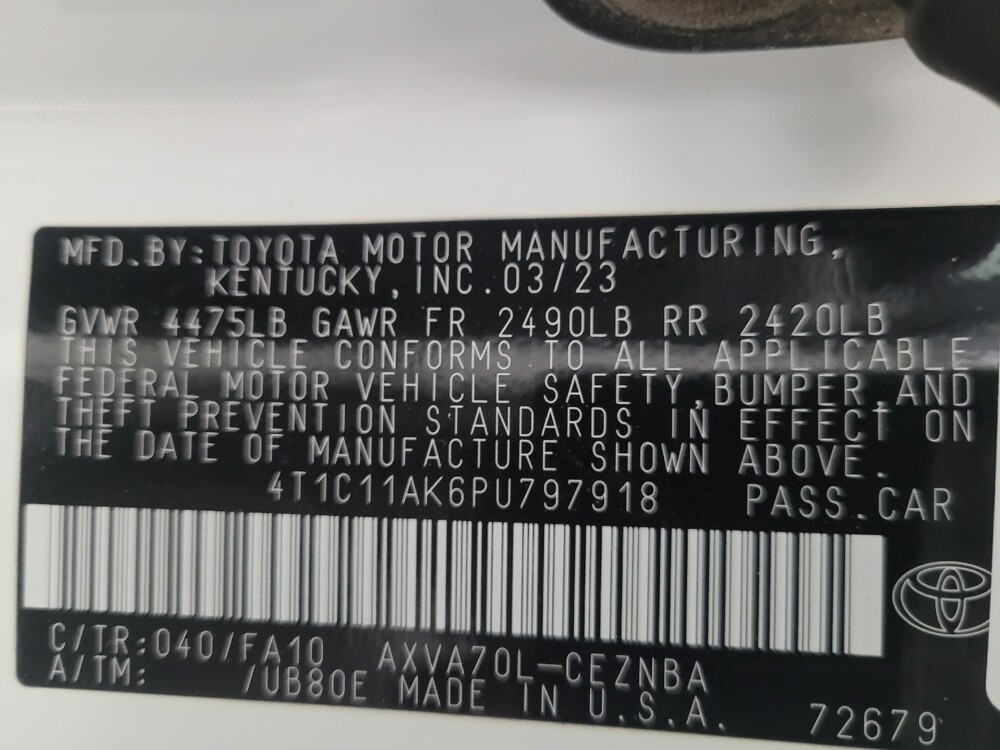 MFD.BY:TOYOTA MOTOR MANUFACTURING,
KENTUCKY, INC.03/23
GVWR 4475LB GAWR FR 2490LB RR 2420LB
THIS VEHICLE CONFORMS TO ALL APPLICABLE
FEDERAL MOTOR VEHICLE SAFETY,BUMPER,AND
THEFT PREVENTION STANDARDS IN EFFECT ON
THE DATE OF MANUFACTURE SHOWN ABOVE.
4T1C11AK6PU797918 PASS.CAR
C/TR:040/FA10 AXVA70L-CEZNBA
A/TM: /UB80E MADE IN U.S.A.
72679